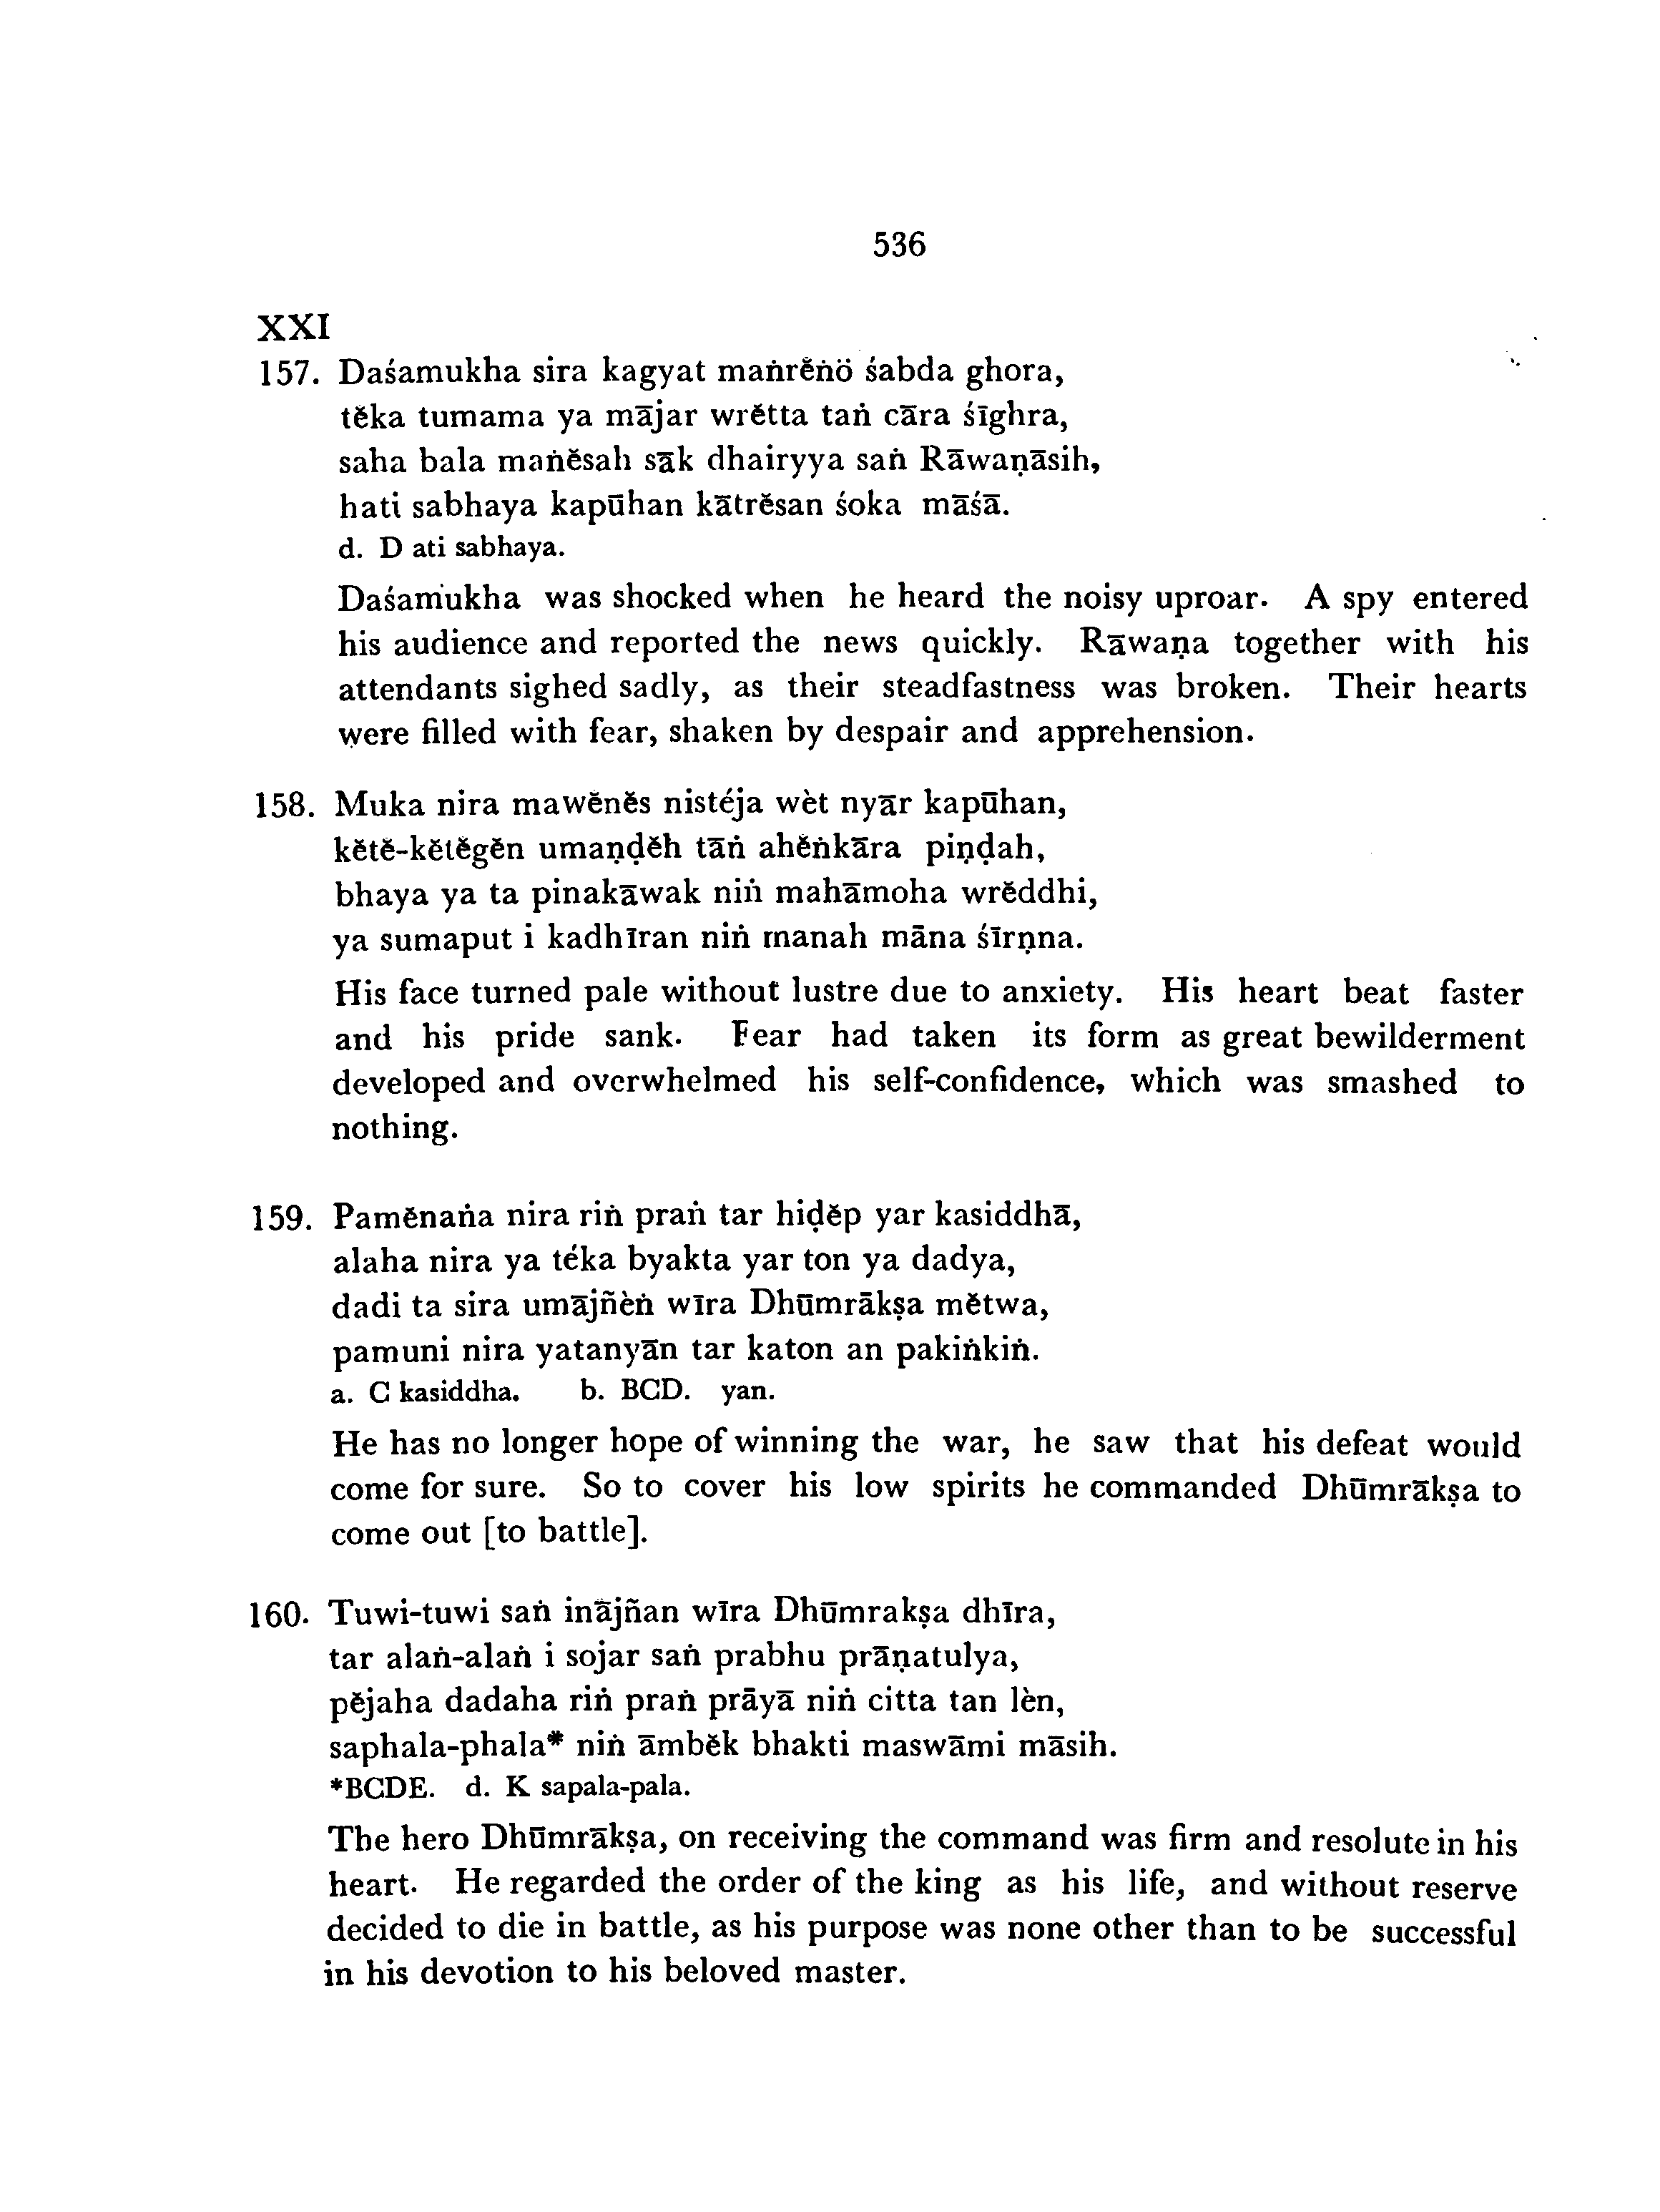 536
XXI
157. Daśamukha sira kagyat maṅrĕṅö śabda ghora,
tĕka tumama ya mājar wrĕtta taṅ cāra śīghra,
saha bala maṅĕsah sāk dhairyya saṅ Rāwaṇāsih,
hati sabhaya kapūhan kātrĕsan śoka māśā.
d. D ati sabhaya.
Daśamukha was shocked when he heard the noisy uproar. A spy entered
his audience and reported the news quickly. Rāwaṇa together with his
attendants sighed sadly, as their steadfastness was broken. Their hearts
were filled with fear, shaken by despair and apprehension.
158. Muka nira mawĕnĕs nistéja wèt nyār kapūhan,
kĕtĕ-kĕtĕgĕn umaṇḍĕh tāṅ ahĕṅkāra piṇḍah,
bhaya ya ta pinakāwak niṅ mahāmoha wrĕddhi,
ya sumaput i kadhīran niṅ manah māna śīrṇna.
His face turned pale without lustre due to anxiety. His heart beat faster
and his pride sank. Fear had taken its form as great bewilderment
developed and overwhelmed his self-confidence, which was smashed to
nothing.
159. Pamĕnaṅa nira riṅ praṅ tar hiḍĕp yar kasiddhā,
alaha nira ya téka byakta yar ton ya dadya,
dadi ta sira umājñèṅ wīra Dhūmrākṣa mĕtwa,
pamuni nira yatanyān tar katon an pakiṅkiṅ.
a. C kasiddha. b. BCD. yan.
He has no longer hope of winning the war, he saw that his defeat would
come for sure. So to cover his low spirits he commanded Dhūmrākṣa to
come out [to battle].
160. Tuwi-tuwi saṅ inājñan wīra Dhūmrakṣa dhīra,
tar alaṅ-alaṅ i sojar saṅ prabhu prāṇatulya,
pĕjaha dadaha riṅ praṅ prāyā niṅ citta tan lèn,
saphala-phala* niṅ āmbĕk bhakti maswāmi māsih.
*BCDE. d. K sapala-pala.
The hero Dhūmrākṣa, on receiving the command was firm and resolute in his
heart. He regarded the order of the king as his life, and without reserve
decided to die in battle, as his purpose was none other than to be successful
in his devotion to his beloved master.